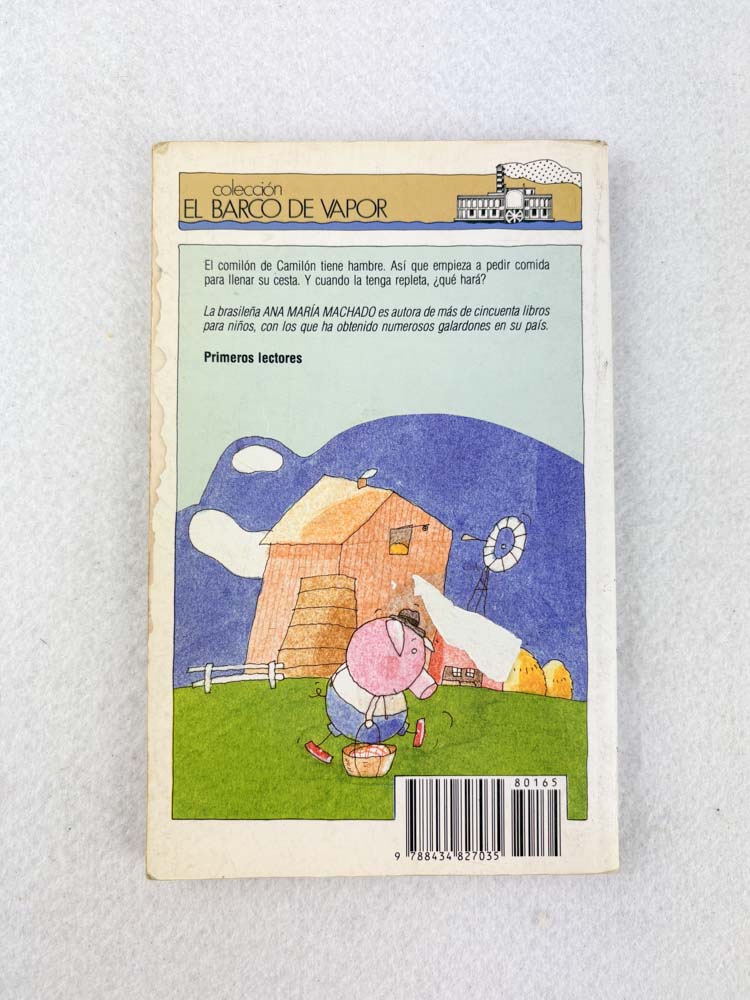 colección
EL BARCO DE VAPOR
El comilón de Camilón tiene hambre. Así que empieza a pedir comida
para llenar su cesta. Y cuando la tenga repleta, ¿qué hará?
La brasileña ANA MARÍA MACHADO es autora de más de cincuenta libros
para niños, con los que ha obtenido numerosos galardones en su país.
Primeros lectores
80165
9 788434 827035